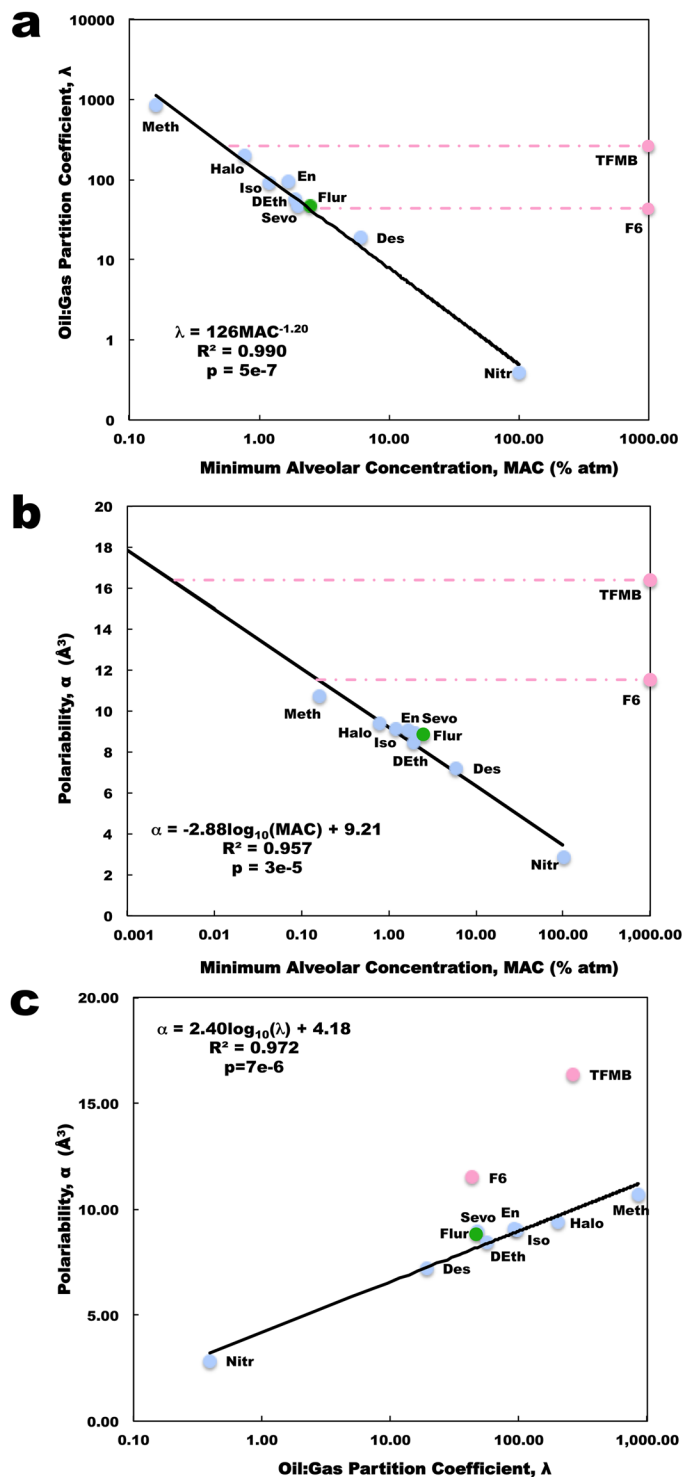 a
10000
1000
100
10
1
0
Oil:Gas Partition Coefficient, λ
Meth
Halo
Iso
En
DEth
Flur
Sevo
Des
Nitr
TFMB
F6
λ = 126MAC-1.20
R² = 0.990
p = 5e-7
0.10
1.00
10.00
100.00
1000.00
Minimum Alveolar Concentration, MAC (% atm)
b
20
18
16
14
12
10
8
6
4
2
0
Polariability, α (Å³)
TFMB
F6
Meth
Halo
En
Sevo
Iso
Flur
DEth
Des
Nitr
α = -2.88log10(MAC) + 9.21
R² = 0.957
p = 3e-5
0.001
0.01
0.10
1.00
10.00
100.00
1,000.00
Minimum Alveolar Concentration, MAC (% atm)
c
20.00
15.00
10.00
5.00
0.00
Polariability, α (Å³)
α = 2.40log10(λ) + 4.18
R² = 0.972
p=7e-6
TFMB
F6
Sevo
En
Flur
Iso
Halo
Meth
DEth
Des
Nitr
0.10
1.00
10.00
100.00
1,000.00
Oil:Gas Partition Coefficient, λ